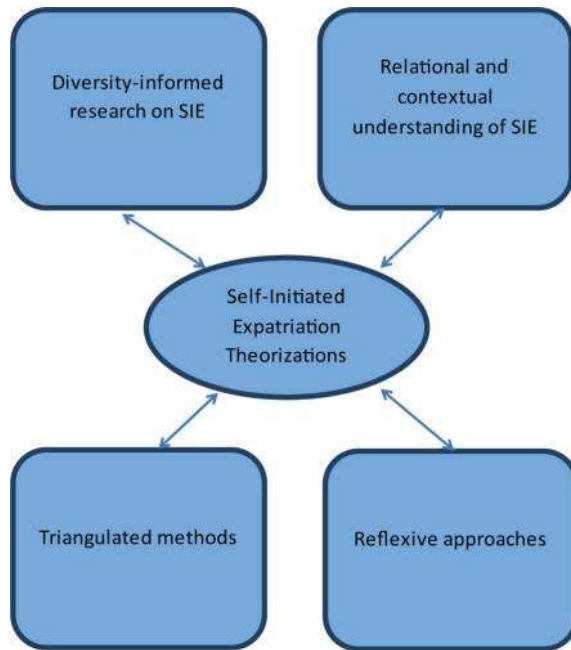 Diversity-informed
research on SIE
Relational and
contextual
understanding of SIE
Self-Initiated
Expatriation
Theorizations
Triangulated methods
Reflexive approaches